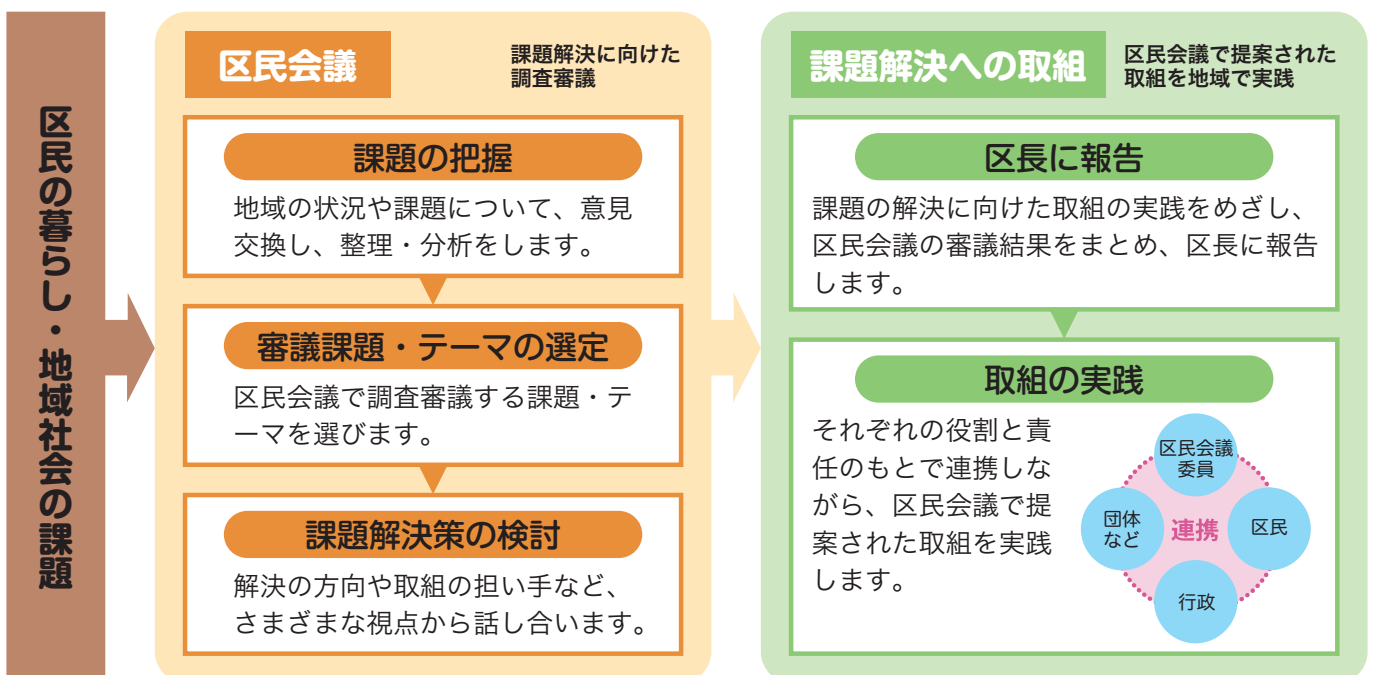 区民の暮らし・地域社会の課題
区民会議
課題解決に向けた
調査審議
課題の把握
地域の状況や課題について、意見
交換し、整理・分析をします。
審議課題・テーマの選定
区民会議で調査審議する課題・テ
ーマを選びます。
課題解決策の検討
解決の方向や取組の担い手など、
さまざまな視点から話し合います。
課題解決への取組
区民会議で提案された
取組を地域で実践
区長に報告
課題の解決に向けた取組の実践をめざし、
区民会議の審議結果をまとめ、区長に報告
します。
取組の実践
それぞれの役割と責
任のもとで連携しな
がら、区民会議で提
案された取組を実践
します。
区民会議
委員
団体
など
連携
区民
行政